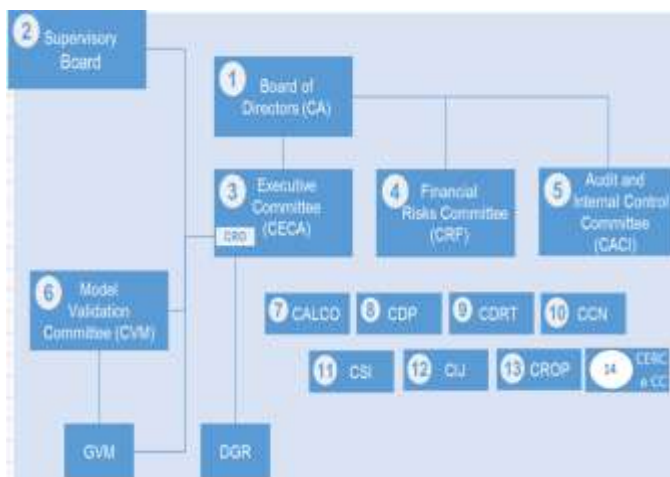 2 Supervisory
Board
1 Board of
Directors (CA)
3 Executive
Committee
(CECA)
CRO
4 Financial
Risks Committee
(CRF)
5 Audit and
Internal Control
Committee
(CACI)
6 Model
Validation
Committee (CVM)
7 CALCO
8 CDP
9 CDRT
10 CCN
11 CSI
12 CIJ
13 CROP
14 CERC
e CC
GVM
DGR